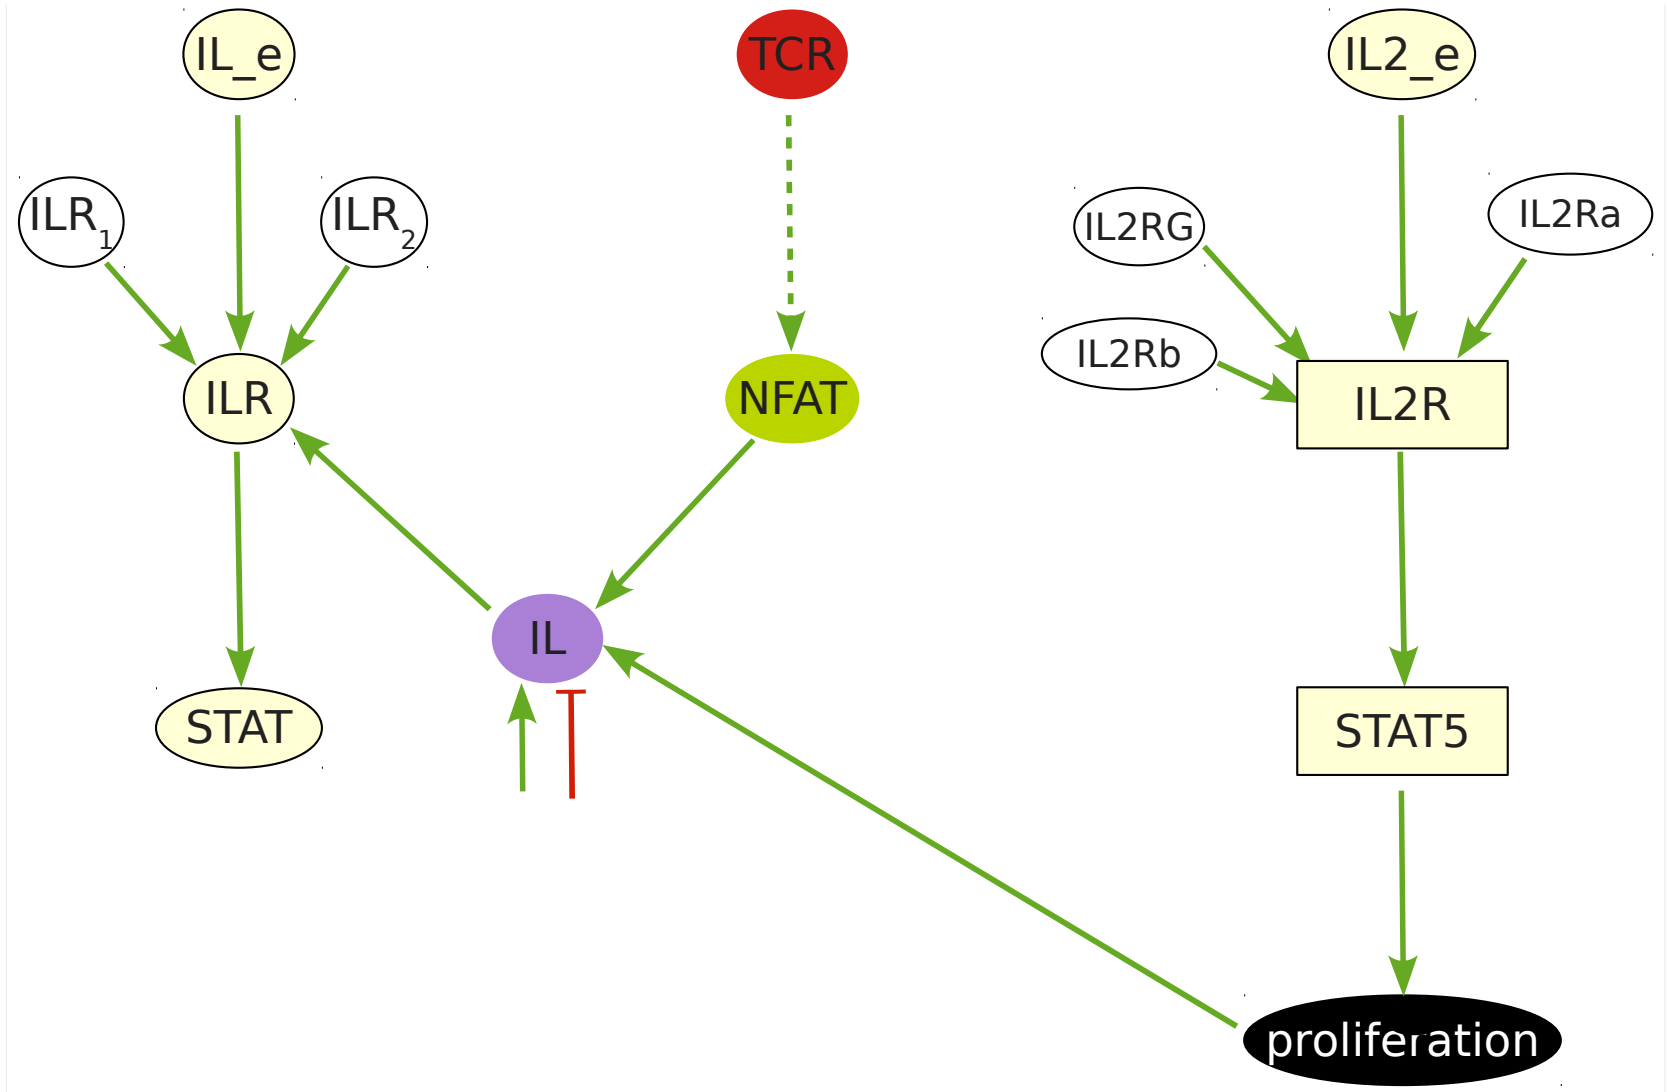 IL_e
TCR
IL2_e
ILR1
ILR2
IL2RG
IL2Ra
IL2Rb
ILR
NFAT
IL2R
IL
STAT
STAT5
proliferation